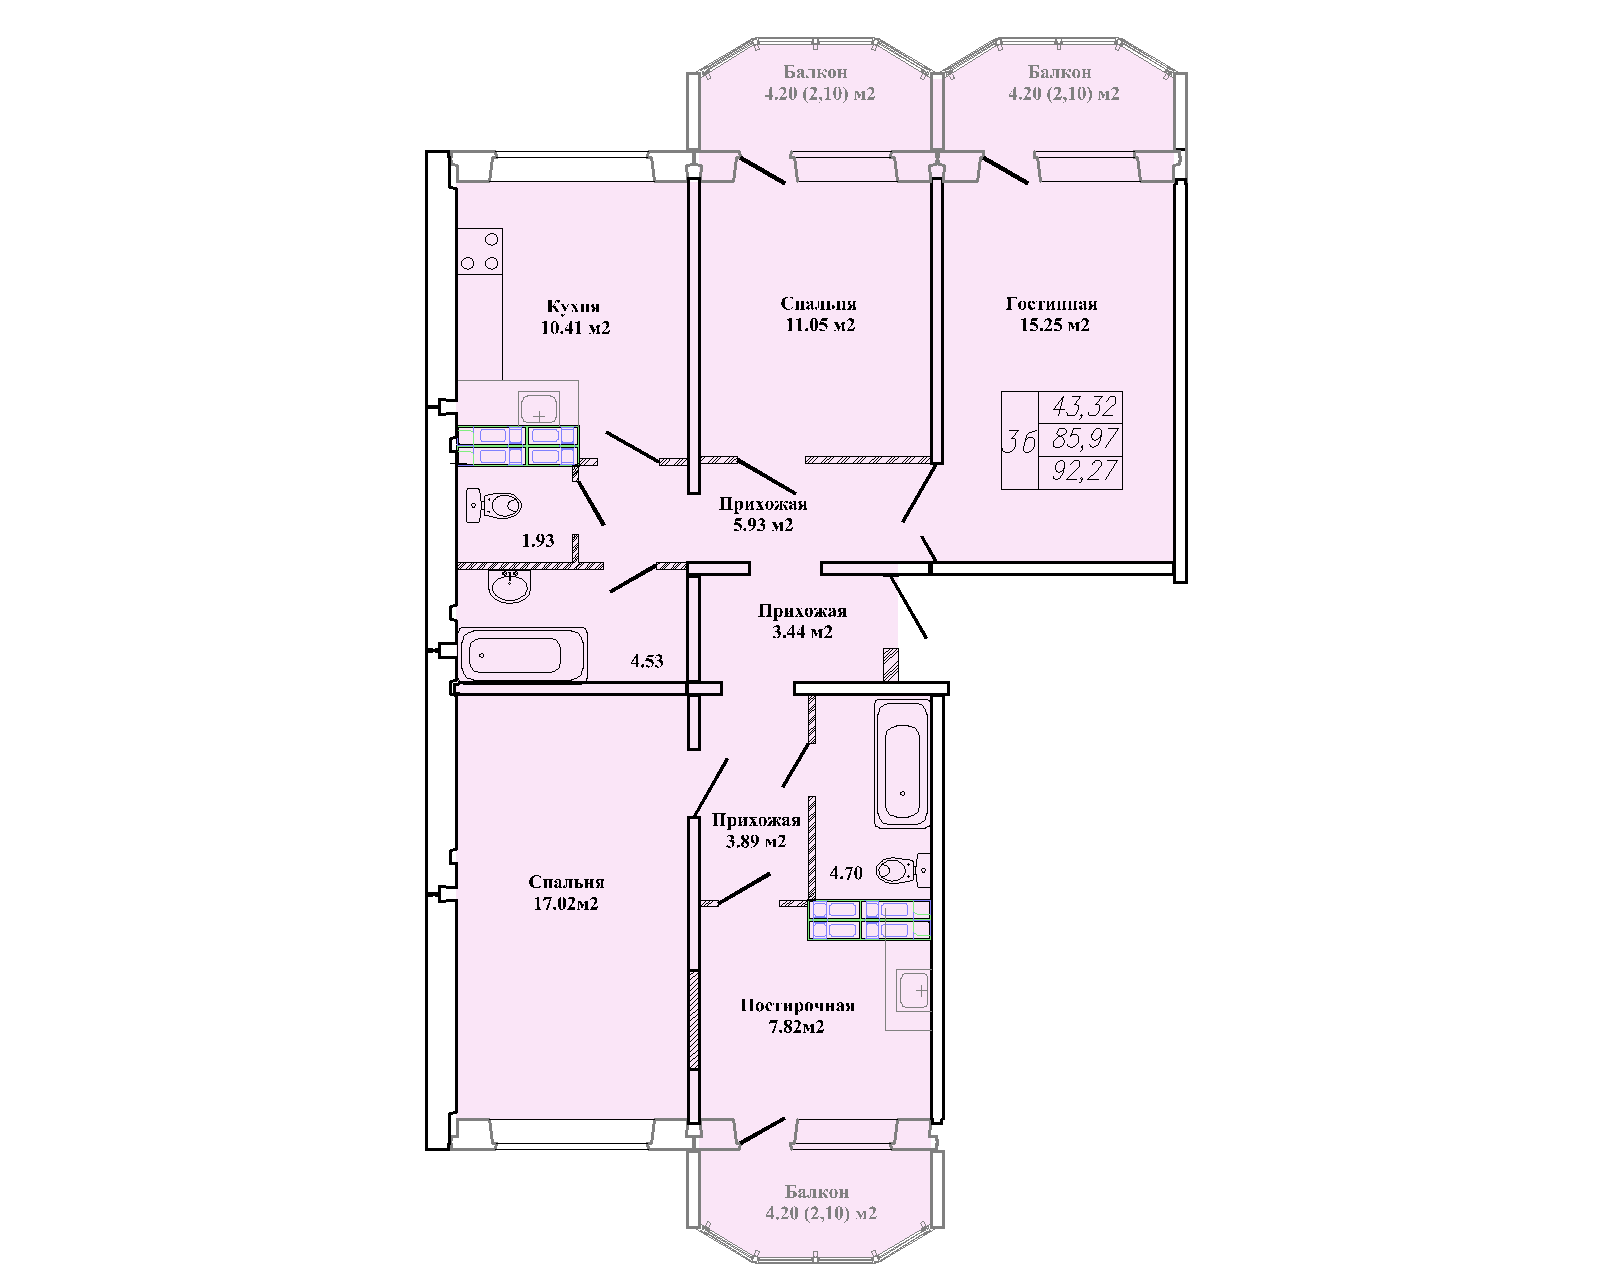 Балкон
4.20 (2,10) м2
Балкон
4.20 (2,10) м2
Кухня
10.41 м2
Спальня
11.05 м2
Гостинная
15.25 м2
3б
43,32
85,97
92,27
Прихожая
5.93 м2
1.93
Прихожая
3.44 м2
4.53
Прихожая
3.89 м2
4.70
Спальня
17.02м2
Постирочная
7.82м2
Балкон
4.20 (2,10) м2